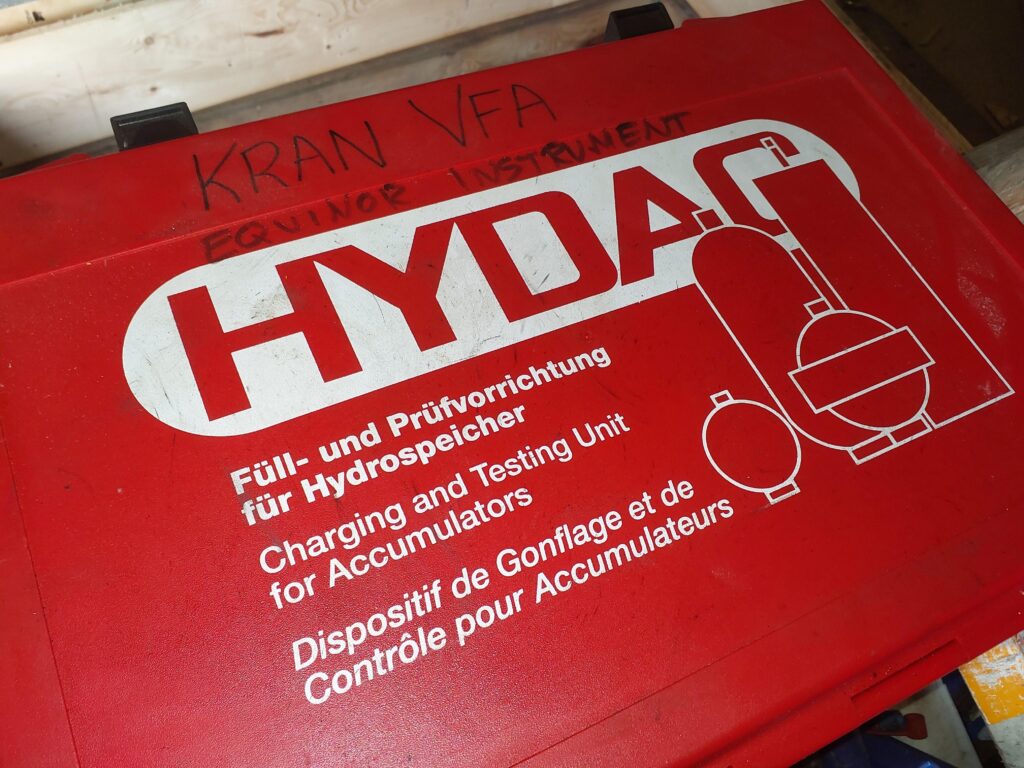 KRAN VFA
EQUINOR INSTRUMENT
HYDAC
Füll- und Prüfvorrichtung
für Hydrospeicher
Charging and Testing Unit
for Accumulators
Dispositif de Gonflage et de
Contrôle pour Accumulateurs